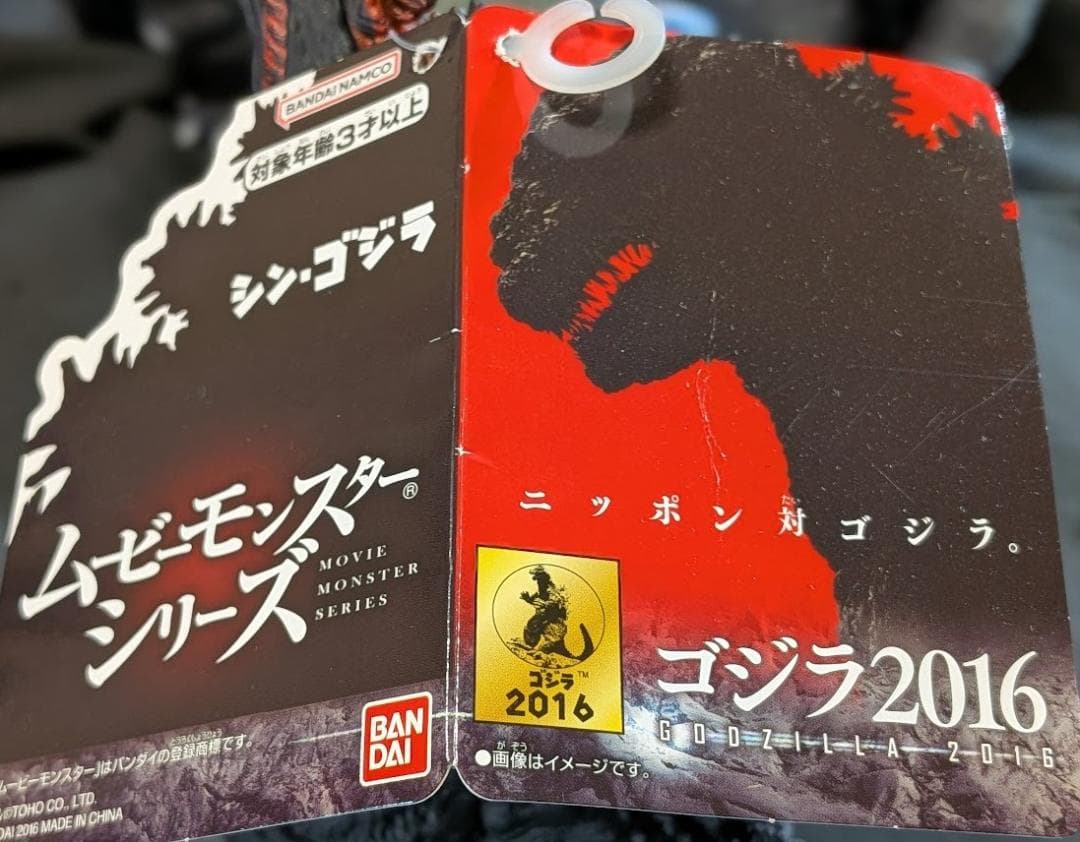 BANDAI NAMCO
対象年齢3才以上
シン・ゴジラ
ムービーモンスター®
シリーズ
MOVIE
MONSTER
SERIES
BAN
DAI
ムービーモンスター」はバンダイの登録商標です。
©TOHO CO., LTD.
DAI 2016 MADE IN CHINA
ニッポン対ゴジラ。
ゴジラ™
2016
ゴジラ2016
GODZILLA 2016
●画像はイメージです。